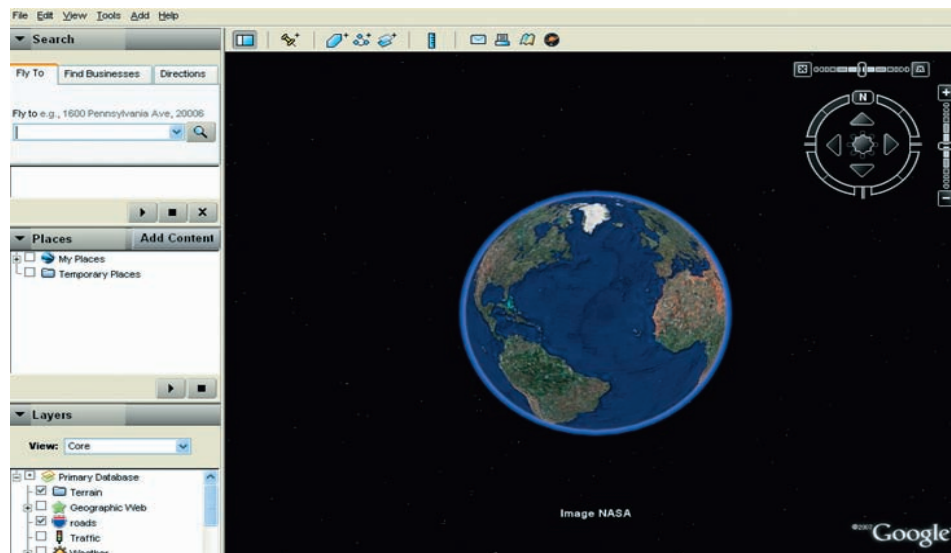 File Edit View Tools Add Help
Search
Fly To Find Businesses Directions
Fly to e.g., 1600 Pennsylvania Ave, 20006
Places Add Content
My Places
Temporary Places
Layers
View: Core
Primary Database
Terrain
Geographic Web
roads
Traffic
Weather
N
Image NASA
©2007 Google